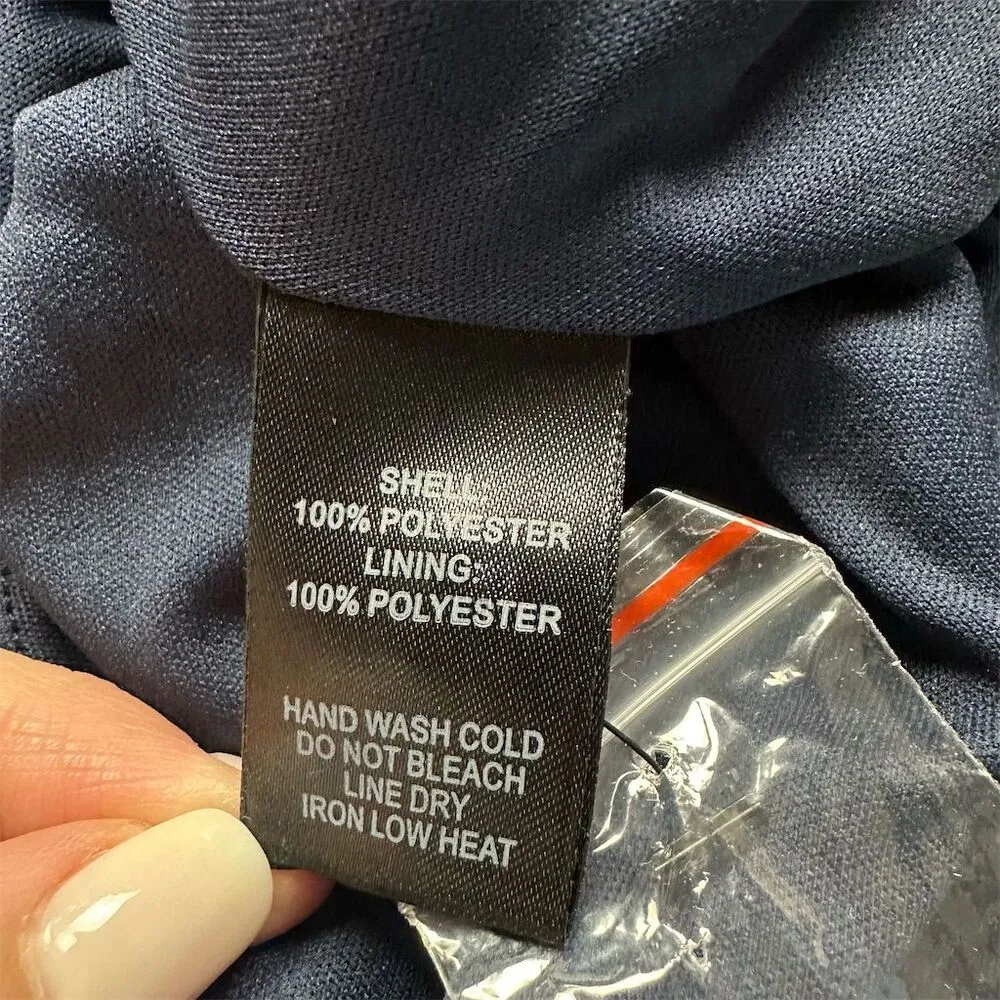 SHELL:
100% POLYESTER
LINING:
100% POLYESTER
HAND WASH COLD
DO NOT BLEACH
LINE DRY
IRON LOW HEAT